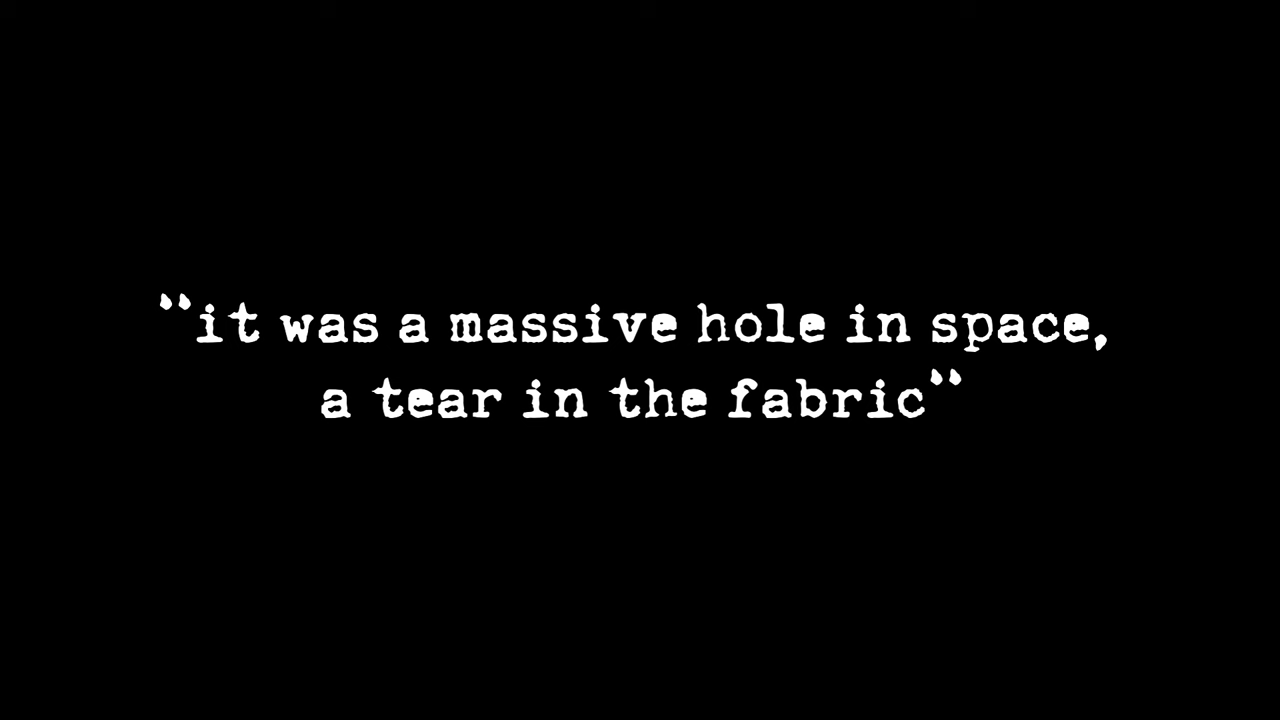 "it was a massive hole in space,
a tear in the fabric"